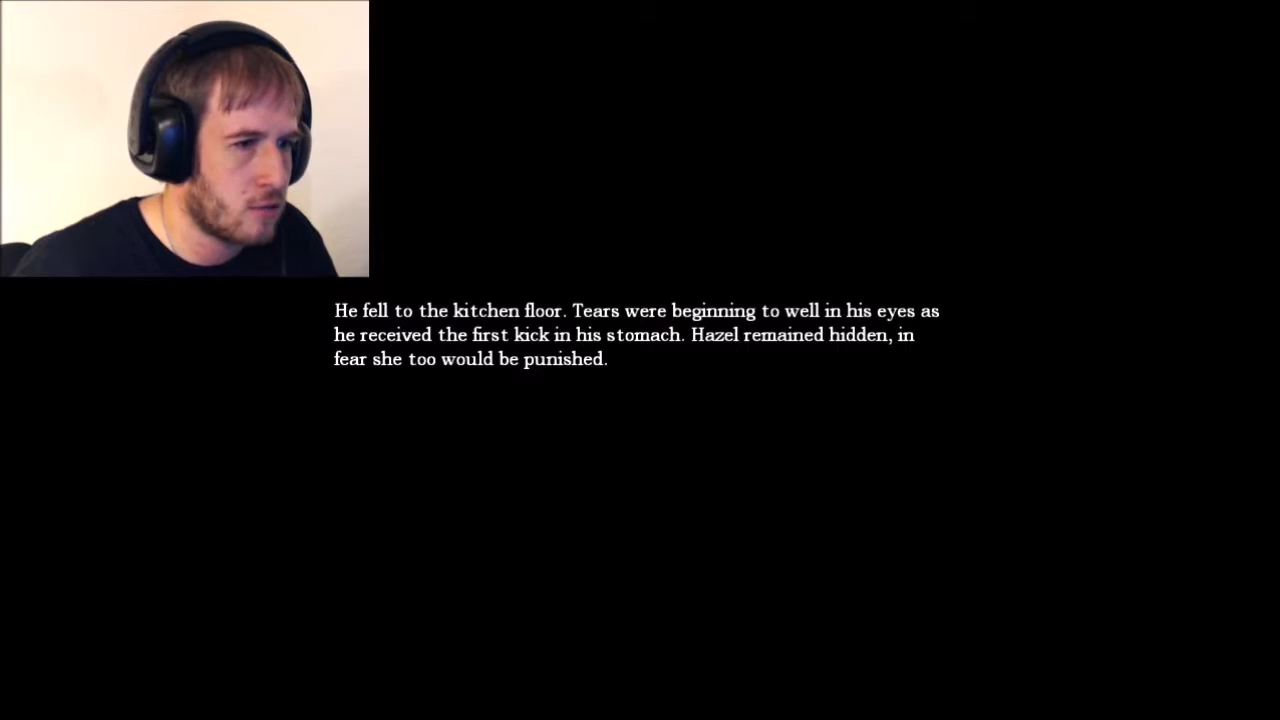 He fell to the kitchen floor. Tears were beginning to well in his eyes as
he received the first kick in his stomach. Hazel remained hidden, in
fear she too would be punished.